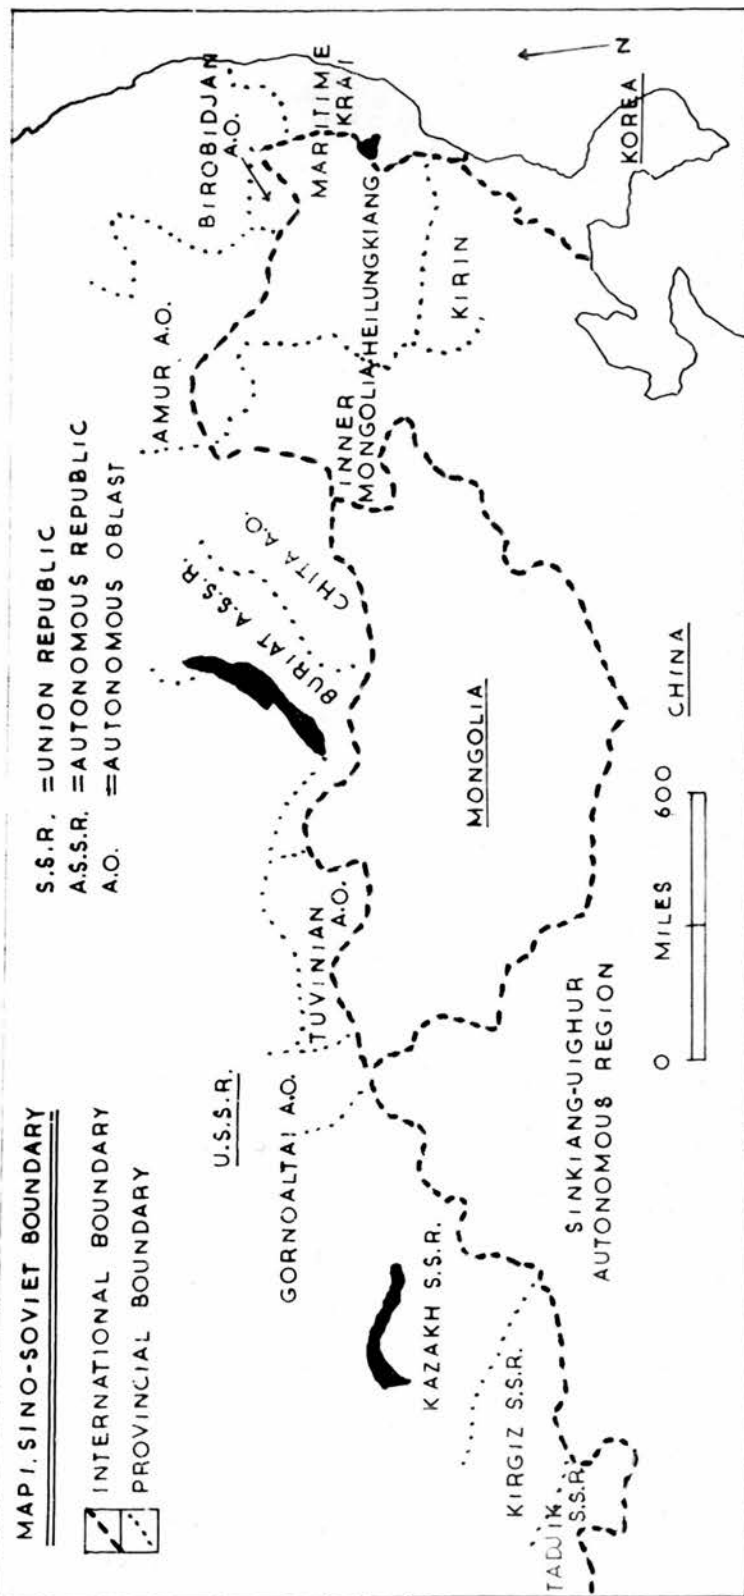 MAP I. SINO-SOVIET BOUNDARY
INTERNATIONAL BOUNDARY
PROVINCIAL BOUNDARY
S.S.R. =UNION REPUBLIC
A.S.S.R. =AUTONOMOUS REPUBLIC
A.O. =AUTONOMOUS OBLAST
U.S.S.R.
GORNOALTAI A.O.
TUVINIAN
A.O.
BURIAT A.S.S.R.
CHITA A.O.
AMUR A.O.
BIROBIDJAN
A.O.
MARITIME
KRAI
KAZAKH S.S.R.
KIRGIZ S.S.R.
TADJIK
S.S.R.
SINKIANG-UIGHUR
AUTONOMOUS REGION
MONGOLIA
INNER
MONGOLIA
HEILUNGKIANG
KIRIN
CHINA
KOREA
N
0 MILES 600